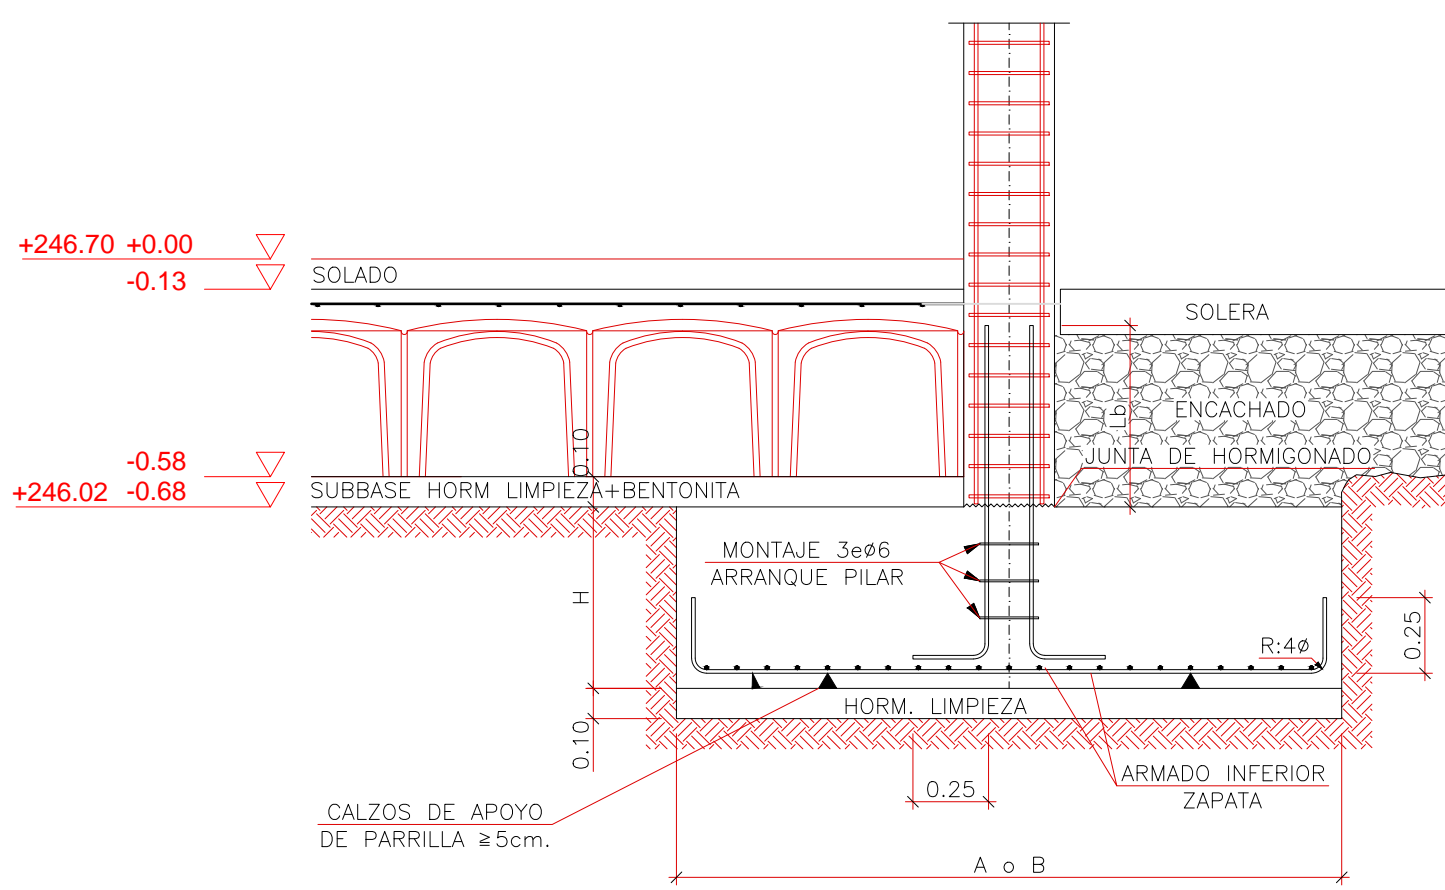 +246.70 +0.00
SOLADO
-0.13
SOLERA
ENCACHADO
Lb
0.10
JUNTA DE HORMIGONADO
-0.58
+246.02 -0.68
SUBBASE HORM LIMPIEZA+BENTONITA
MONTAJE 3eø6
ARRANQUE PILAR
H
0.25
R:4ø
HORM. LIMPIEZA
0.10
ARMADO INFERIOR
ZAPATA
0.25
CALZOS DE APOYO
DE PARRILLA ≧5cm.
A o B